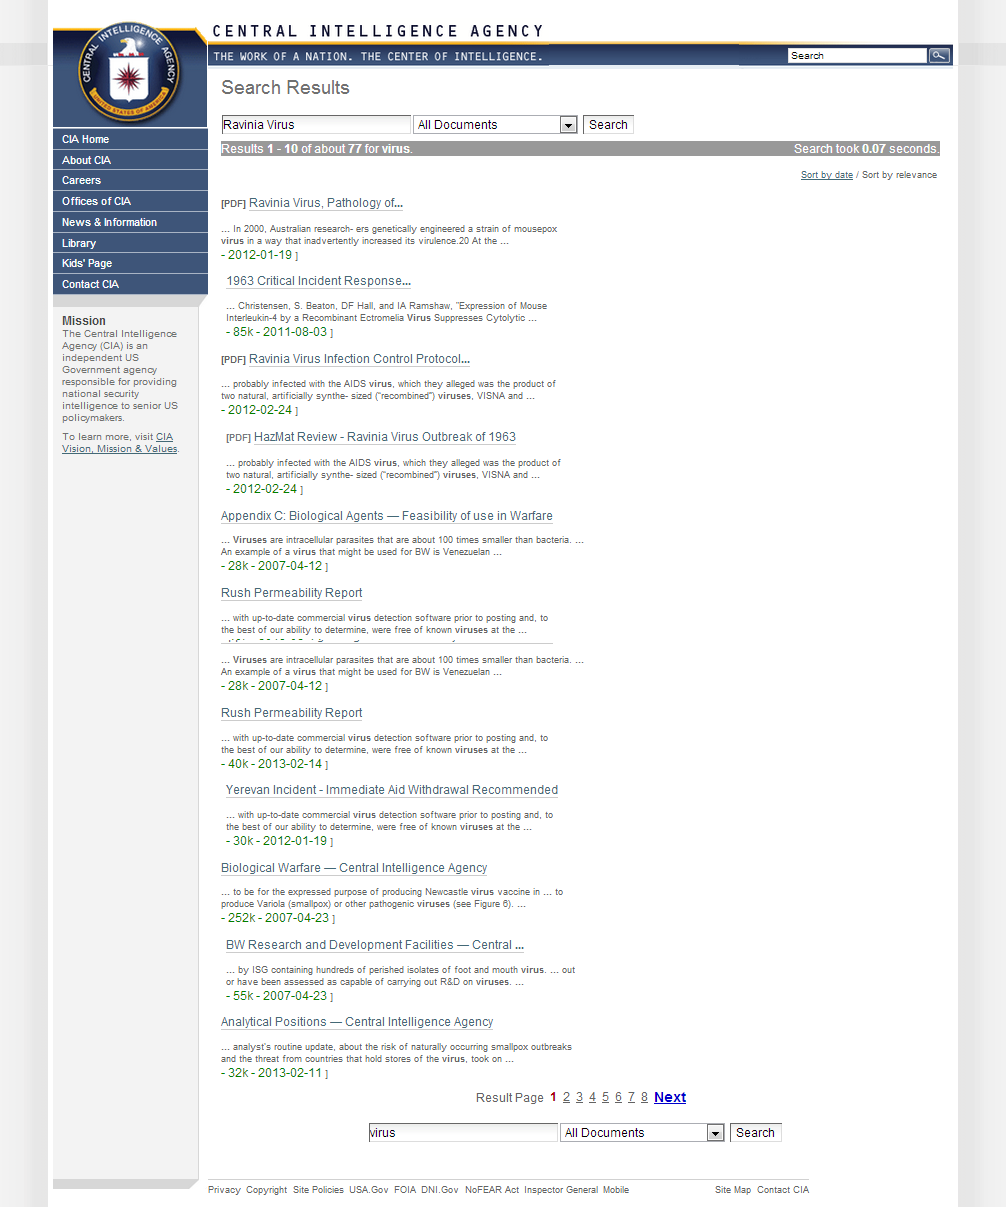 CENTRAL INTELLIGENCE AGENCY
THE WORK OF A NATION. THE CENTER OF INTELLIGENCE.
Search
CENTRAL INTELLIGENCE AGENCY
UNITED STATES OF AMERICA
CIA Home
About CIA
Careers
Offices of CIA
News & Information
Library
Kids' Page
Contact CIA
Mission
The Central Intelligence
Agency (CIA) is an
independent US
Government agency
responsible for providing
national security
intelligence to senior US
policymakers.
To learn more, visit CIA
Vision, Mission & Values.
Search Results
Ravinia Virus All Documents Search
Results 1 - 10 of about 77 for virus. Search took 0.07 seconds.
Sort by date / Sort by relevance
[PDF] Ravinia Virus, Pathology of...
... In 2000, Australian research- ers genetically engineered a strain of mousepox
virus in a way that inadvertently increased its virulence.20 At the ...
- 2012-01-19 ]
1963 Critical Incident Response...
... Christensen, S. Beaton, DF Hall, and IA Ramshaw, "Expression of Mouse
Interleukin-4 by a Recombinant Ectromelia Virus Suppresses Cytolytic ...
- 85k - 2011-08-03 ]
[PDF] Ravinia Virus Infection Control Protocol...
... probably infected with the AIDS virus, which they alleged was the product of
two natural, artificially synthe- sized ("recombined") viruses, VISNA and ...
- 2012-02-24 ]
[PDF] HazMat Review - Ravinia Virus Outbreak of 1963
... probably infected with the AIDS virus, which they alleged was the product of
two natural, artificially synthe- sized ("recombined") viruses, VISNA and ...
- 2012-02-24 ]
Appendix C: Biological Agents — Feasibility of use in Warfare
... Viruses are intracellular parasites that are about 100 times smaller than bacteria. ...
An example of a virus that might be used for BW is Venezuelan ...
- 28k - 2007-04-12 ]
Rush Permeability Report
... with up-to-date commercial virus detection software prior to posting and, to
the best of our ability to determine, were free of known viruses at the ...
... Viruses are intracellular parasites that are about 100 times smaller than bacteria. ...
An example of a virus that might be used for BW is Venezuelan ...
- 28k - 2007-04-12 ]
Rush Permeability Report
... with up-to-date commercial virus detection software prior to posting and, to
the best of our ability to determine, were free of known viruses at the ...
- 40k - 2013-02-14 ]
Yerevan Incident - Immediate Aid Withdrawal Recommended
... with up-to-date commercial virus detection software prior to posting and, to
the best of our ability to determine, were free of known viruses at the ...
- 30k - 2012-01-19 ]
Biological Warfare — Central Intelligence Agency
... to be for the expressed purpose of producing Newcastle virus vaccine in ... to
produce Variola (smallpox) or other pathogenic viruses (see Figure 6). ...
- 252k - 2007-04-23 ]
BW Research and Development Facilities — Central ...
... by ISG containing hundreds of perished isolates of foot and mouth virus. ... out
or have been assessed as capable of carrying out R&D on viruses. ...
- 55k - 2007-04-23 ]
Analytical Positions — Central Intelligence Agency
... analyst's routine update, about the risk of naturally occurring smallpox outbreaks
and the threat from countries that hold stores of the virus, took on ...
- 32k - 2013-02-11 ]
Result Page 1 2 3 4 5 6 7 8 Next
virus All Documents Search
Privacy Copyright Site Policies USA.Gov FOIA DNI.Gov NoFEAR Act Inspector General Mobile Site Map Contact CIA